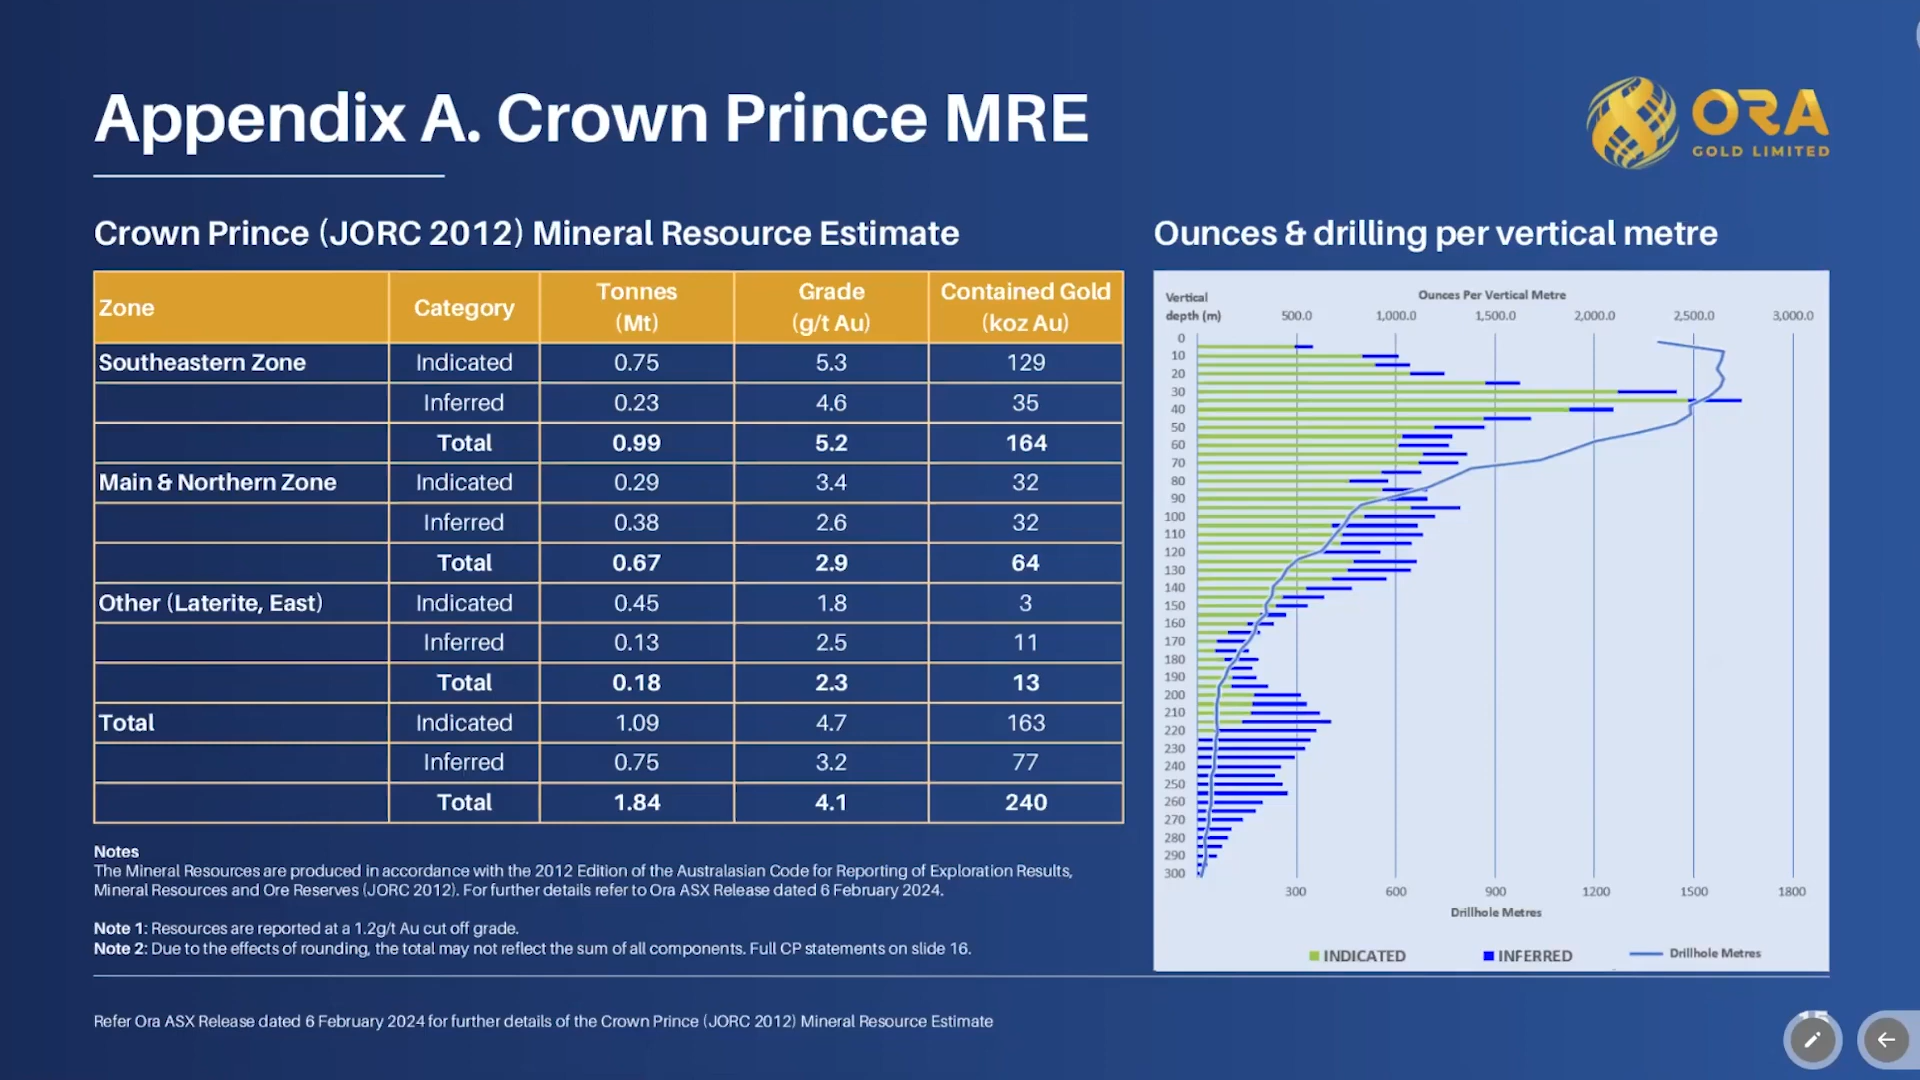 Appendix A. Crown Prince MRE
ORA
GOLD LIMITED
Crown Prince (JORC 2012) Mineral Resource Estimate
Zone Category Tonnes (Mt) Grade (g/t Au) Contained Gold (koz Au)
Southeastern Zone Indicated 0.75 5.3 129
Inferred 0.23 4.6 35
Total 0.99 5.2 164
Main & Northern Zone Indicated 0.29 3.4 32
Inferred 0.38 2.6 32
Total 0.67 2.9 64
Other (Laterite, East) Indicated 0.45 1.8 3
Inferred 0.13 2.5 11
Total 0.18 2.3 13
Total Indicated 1.09 4.7 163
Inferred 0.75 3.2 77
Total 1.84 4.1 240
Notes
The Mineral Resources are produced in accordance with the 2012 Edition of the Australasian Code for Reporting of Exploration Results,
Mineral Resources and Ore Reserves (JORC 2012). For further details refer to Ora ASX Release dated 6 February 2024.
Note 1: Resources are reported at a 1.2g/t Au cut off grade.
Note 2: Due to the effects of rounding, the total may not reflect the sum of all components. Full CP statements on slide 16.
Ounces & drilling per vertical metre
Vertical
depth (m)
Ounces Per Vertical Metre
500.0 1,000.0 1,500.0 2,000.0 2,500.0 3,000.0
0
10
20
30
40
50
60
70
80
90
100
110
120
130
140
150
160
170
180
190
200
210
220
230
240
250
260
270
280
290
300
300 600 900 1200 1500 1800
Drillhole Metres
INDICATED INFERRED Drillhole Metres
Refer Ora ASX Release dated 6 February 2024 for further details of the Crown Prince (JORC 2012) Mineral Resource Estimate